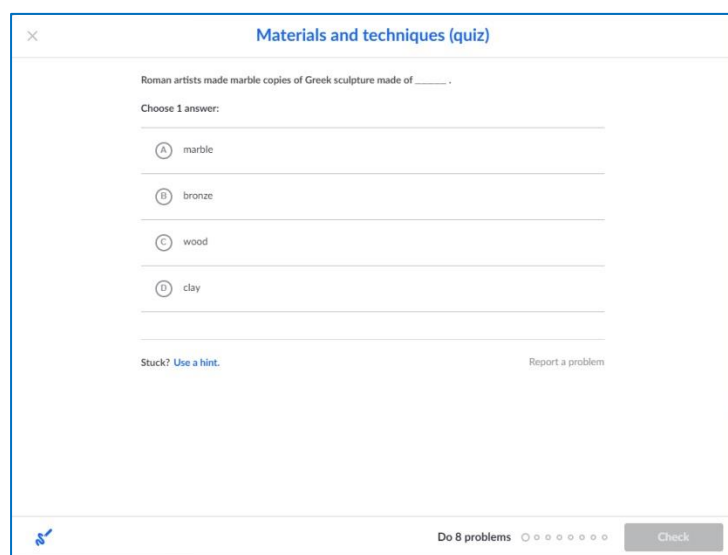 Materials and techniques (quiz)
Roman artists made marble copies of Greek sculpture made of ______ .
Choose 1 answer:
A marble
B bronze
C wood
D clay
Stuck? Use a hint. Report a problem
Do 8 problems Check